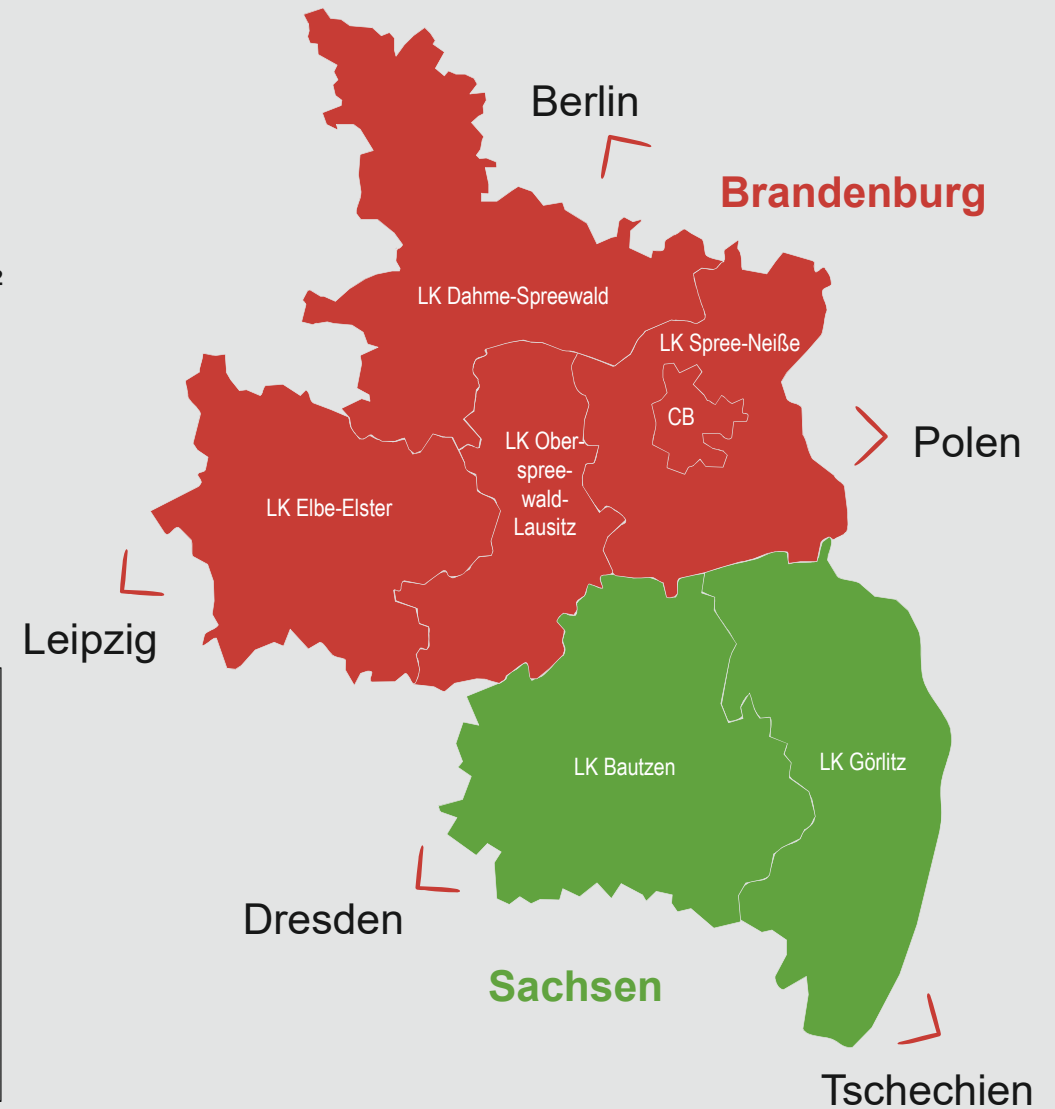 Berlin
Brandenburg
2
LK Dahme-Spreewald
LK Spree-Neiße
CB
Polen
LK Ober-
spree-
wald-
Lausitz
LK Elbe-Elster
Leipzig
LK Bautzen
LK Görlitz
Dresden
Sachsen
Tschechien